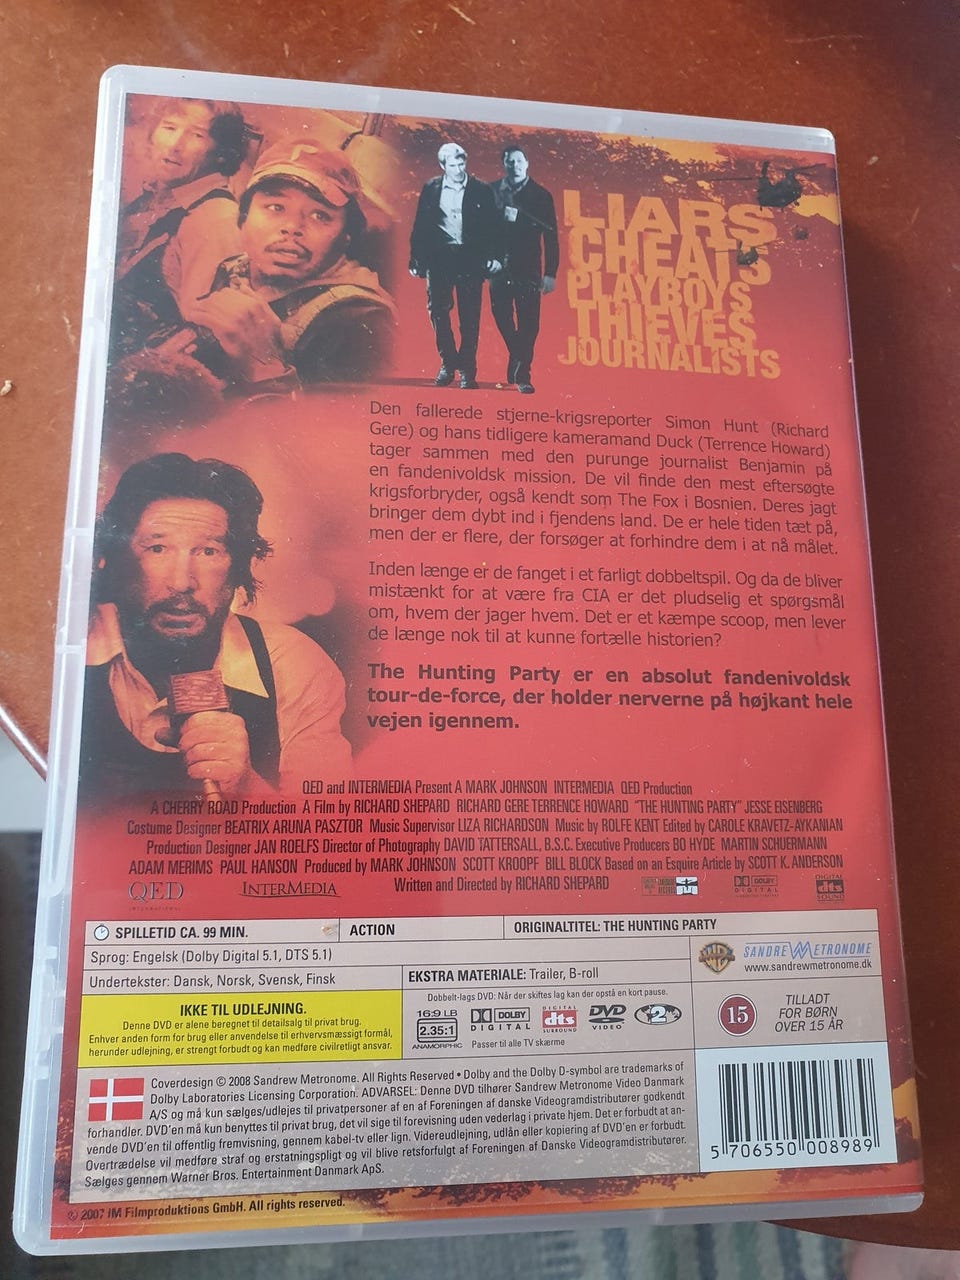 LIARS
CHEATS
PLAYBOYS
THIEVES
JOURNALISTS
Den fallerede stjerne-krigsreporter Simon Hunt (Richard
Gere) og hans tidligere kameramand Duck (Terrence Howard)
tager sammen med den purunge journalist Benjamin på
en fandenivoldsk mission. De vil finde den mest eftersøgte
krigsforbryder, også kendt som The Fox i Bosnien. Deres jagt
bringer dem dybt ind i fjendens land. De er hele tiden tæt på,
men der er flere, der forsøger at forhindre dem i at nå målet.
Inden længe er de fanget i et farligt dobbeltspil. Og da de bliver
mistænkt for at være fra CIA er det pludselig et spørgsmål
om, hvem der jager hvem. Det er et kæmpe scoop, men lever
de længe nok til at kunne fortælle historien?
The Hunting Party er en absolut fandenivoldsk
tour-de-force, der holder nerverne på højkant hele
vejen igennem.
QED and INTERMEDIA Present A MARK JOHNSON INTERMEDIA QED Production
A CHERRY ROAD Production A Film by RICHARD SHEPARD RICHARD GERE TERRENCE HOWARD "THE HUNTING PARTY" JESSE EISENBERG
Costume Designer BEATRIX ARUNA PASZTOR Music Supervisor LIZA RICHARDSON Music by ROLFE KENT Edited by CAROLE KRAVETZ-AYKANIAN
Production Designer JAN ROELFS Director of Photography DAVID TATTERSALL, B.S.C. Executive Producers BO HYDE MARTIN SCHUERMANN
ADAM MERIMS PAUL HANSON Produced by MARK JOHNSON SCOTT KROOPF BILL BLOCK Based on an Esquire Article by SCOTT K. ANDERSON
QED INTERMEDIA Written and Directed by RICHARD SHEPARD DOLBY DIGITAL DIGITAL dts SOUND
INTERNATIONAL
SPILLETID CA. 99 MIN. ACTION ORIGINALTITEL: THE HUNTING PARTY
Sprog: Engelsk (Dolby Digital 5.1, DTS 5.1)
Undertekster: Dansk, Norsk, Svensk, Finsk
EKSTRA MATERIALE: Trailer, B-roll
WB SANDREW METRONOME
www.sandrewmetronome.dk
IKKE TIL UDLEJNING.
Denne DVD er alene beregnet til detailsalg til privat brug.
Enhver anden form for brug eller anvendelse til erhvervsmæssigt formål,
herunder udlejning, er strengt forbudt og kan medføre civilretligt ansvar.
Dobbelt-lags DVD: Når der skiftes lag kan der opstå en kort pause.
16:9 LB
2.35:1
ANAMORPHIC
DOLBY
DIGITAL
DIGITAL
dts
SURROUND
DVD
VIDEO
2
Passer til alle TV skærme
15
TILLADT
FOR BØRN
OVER 15 ÅR
Coverdesign © 2008 Sandrew Metronome. All Rights Reserved • Dolby and the Dolby D-symbol are trademarks of
Dolby Laboratories Licensing Corporation. ADVARSEL: Denne DVD tilhører Sandrew Metronome Video Danmark
A/S og må kun sælges/udlejes til privatpersoner af en af Foreningen af danske Videogramdistributører godkendt
forhandler. DVD'en må kun benyttes til privat brug, det vil sige til forevisning uden vederlag i private hjem. Det er forbudt at an-
vende DVD'en til offentlig fremvisning, gennem kabel-tv eller lign. Videreudlejning, udlån eller kopiering af DVD'en er forbudt.
Overtrædelse vil medføre straf og erstatningspligt og vil blive retsforfulgt af Foreningen af Danske Videogramdistributører.
Sælges gennem Warner Bros. Entertainment Danmark ApS.
5 706550 008989
© 2007 IM Filmproduktions GmbH. All rights reserved.